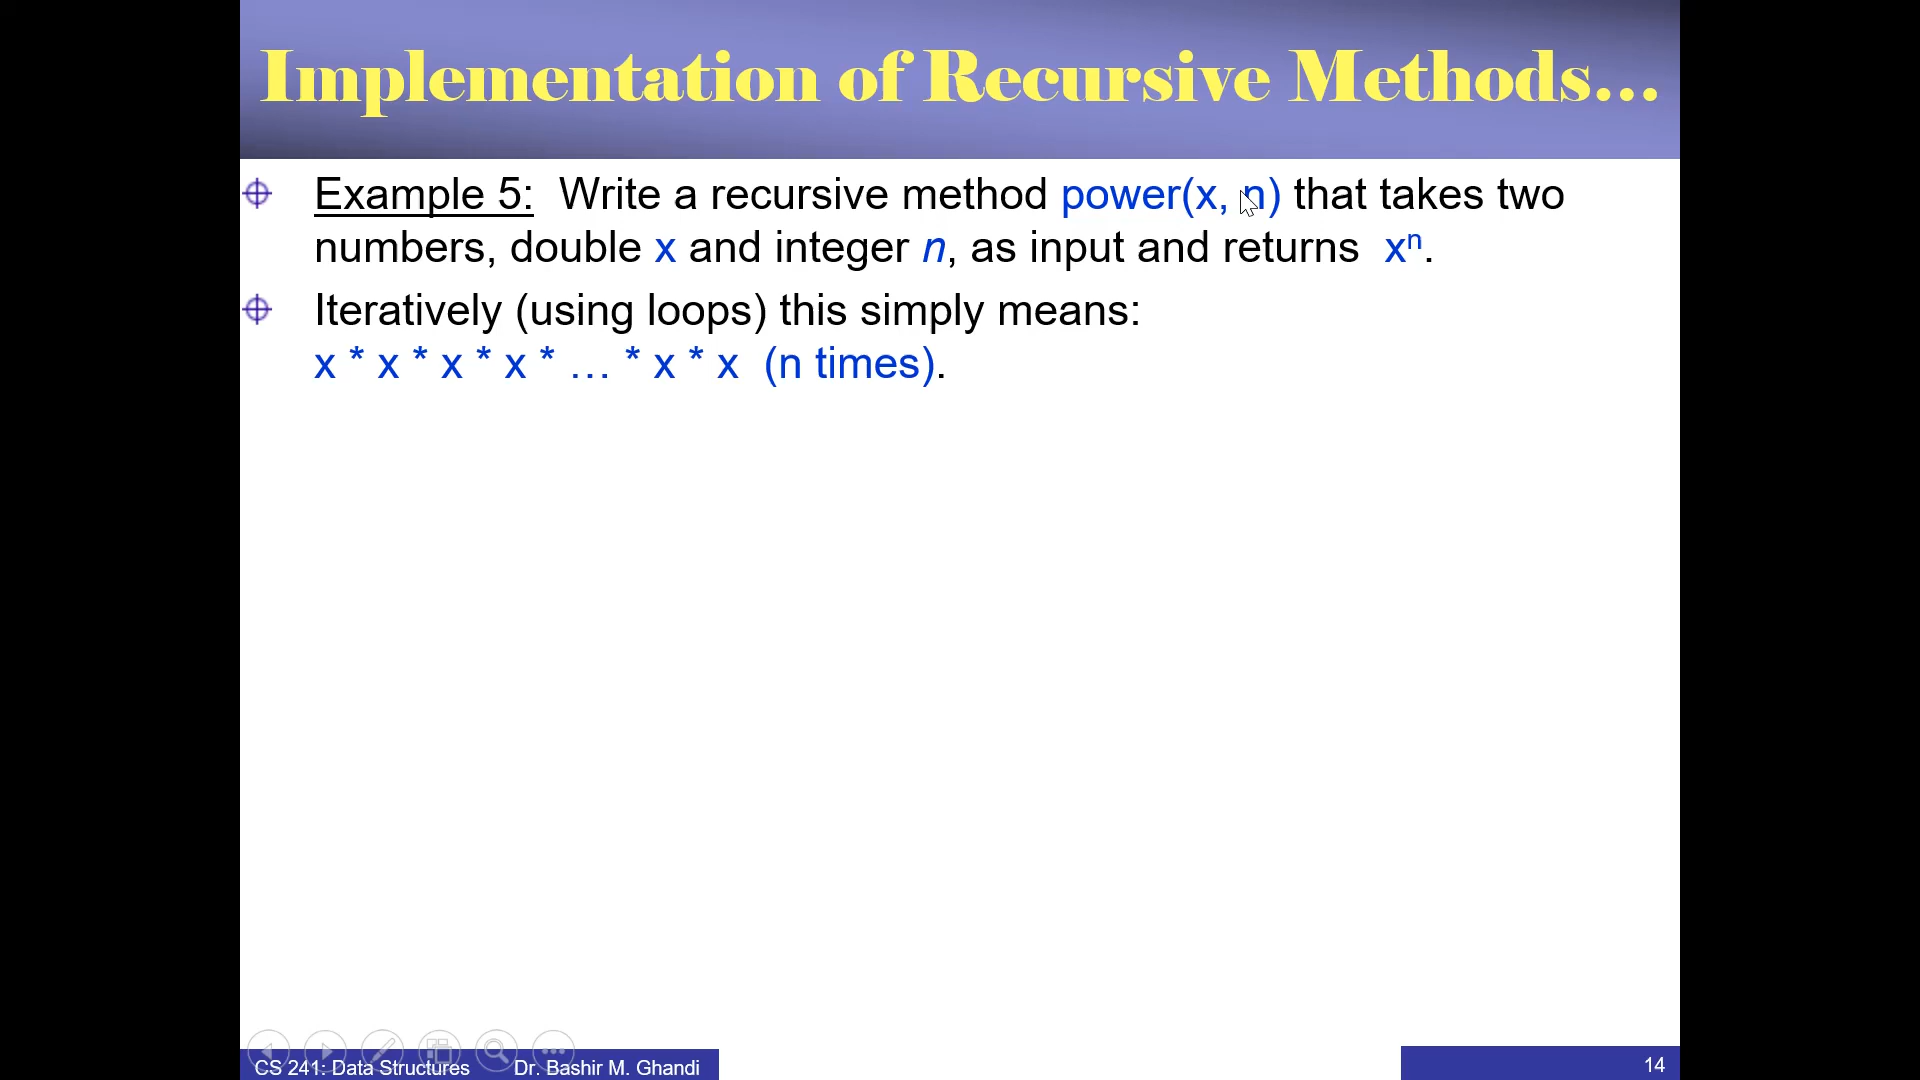 Implementation of Recursive Methods...
Example 5: Write a recursive method power(x, n) that takes two
numbers, double x and integer n, as input and returns xⁿ.
Iteratively (using loops) this simply means:
x * x * x * x * … * x * x (n times).
CS 241: Data Structures Dr. Bashir M. Ghandi
14